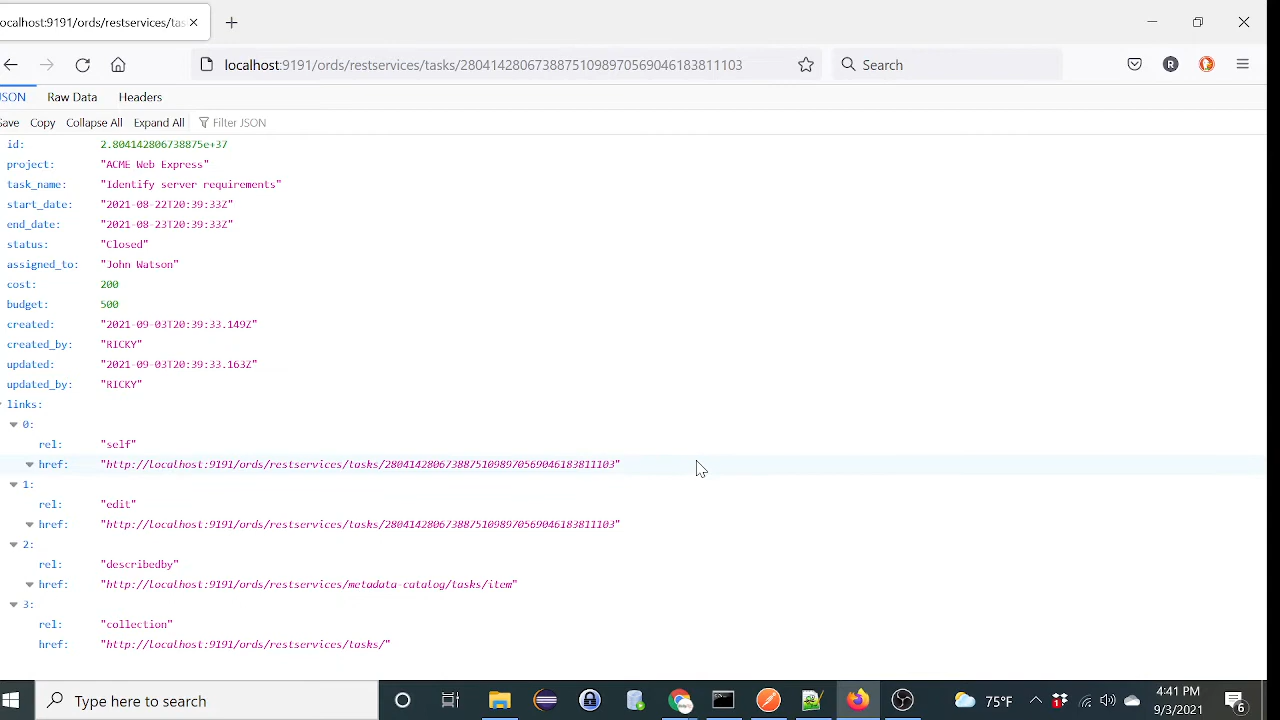 ocalhost:9191/ords/restservices/tas
localhost:9191/ords/restservices/tasks/28041428067388751098970569046183811103
Search
R
JSON Raw Data Headers
Save Copy Collapse All Expand All Filter JSON
id: 2.804142806738875e+37
project: "ACME Web Express"
task_name: "Identify server requirements"
start_date: "2021-08-22T20:39:33Z"
end_date: "2021-08-23T20:39:33Z"
status: "Closed"
assigned_to: "John Watson"
cost: 200
budget: 500
created: "2021-09-03T20:39:33.149Z"
created_by: "RICKY"
updated: "2021-09-03T20:39:33.163Z"
updated_by: "RICKY"
links:
0:
rel: "self"
href: "http://localhost:9191/ords/restservices/tasks/28041428067388751098970569046183811103"
1:
rel: "edit"
href: "http://localhost:9191/ords/restservices/tasks/28041428067388751098970569046183811103"
2:
rel: "describedby"
href: "http://localhost:9191/ords/restservices/metadata-catalog/tasks/item"
3:
rel: "collection"
href: "http://localhost:9191/ords/restservices/tasks/"
Type here to search
75°F
4:41 PM
9/3/2021
6